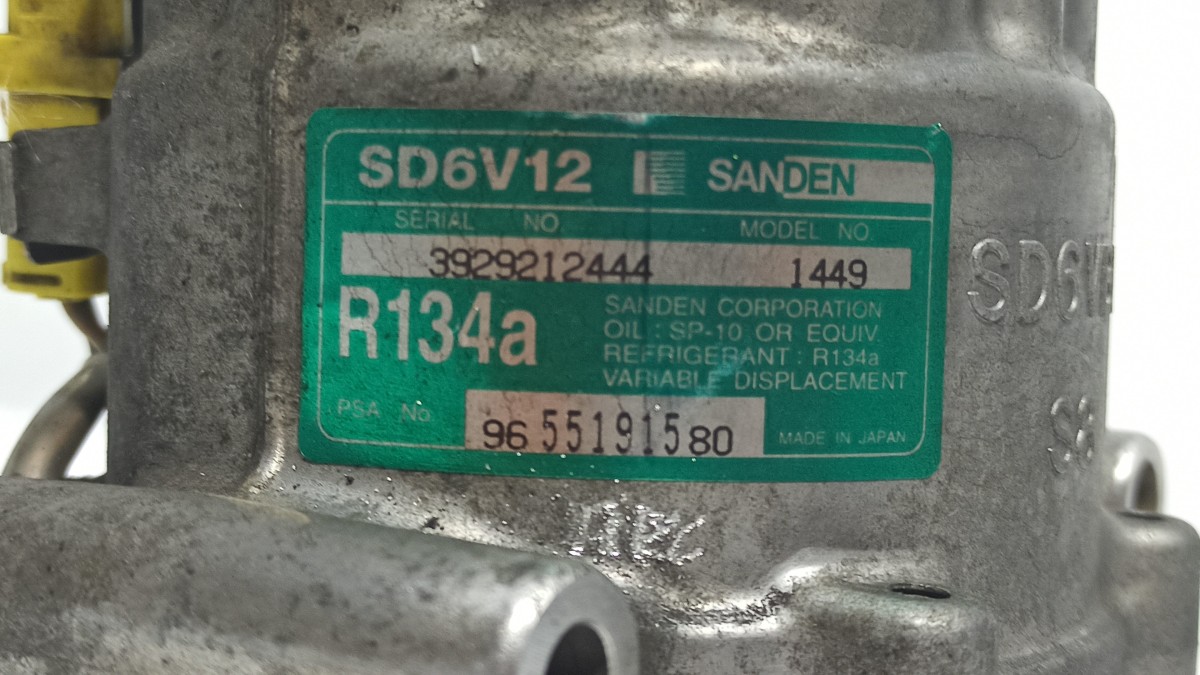 SD6V12 SANDEN
SERIAL NO. MODEL NO.
3929212444 1449
R134a
SANDEN CORPORATION
OIL : SP-10 OR EQUIV.
REFRIGERANT : R134a
VARIABLE DISPLACEMENT
PSA No. 96 551915 80
MADE IN JAPAN
SD6V